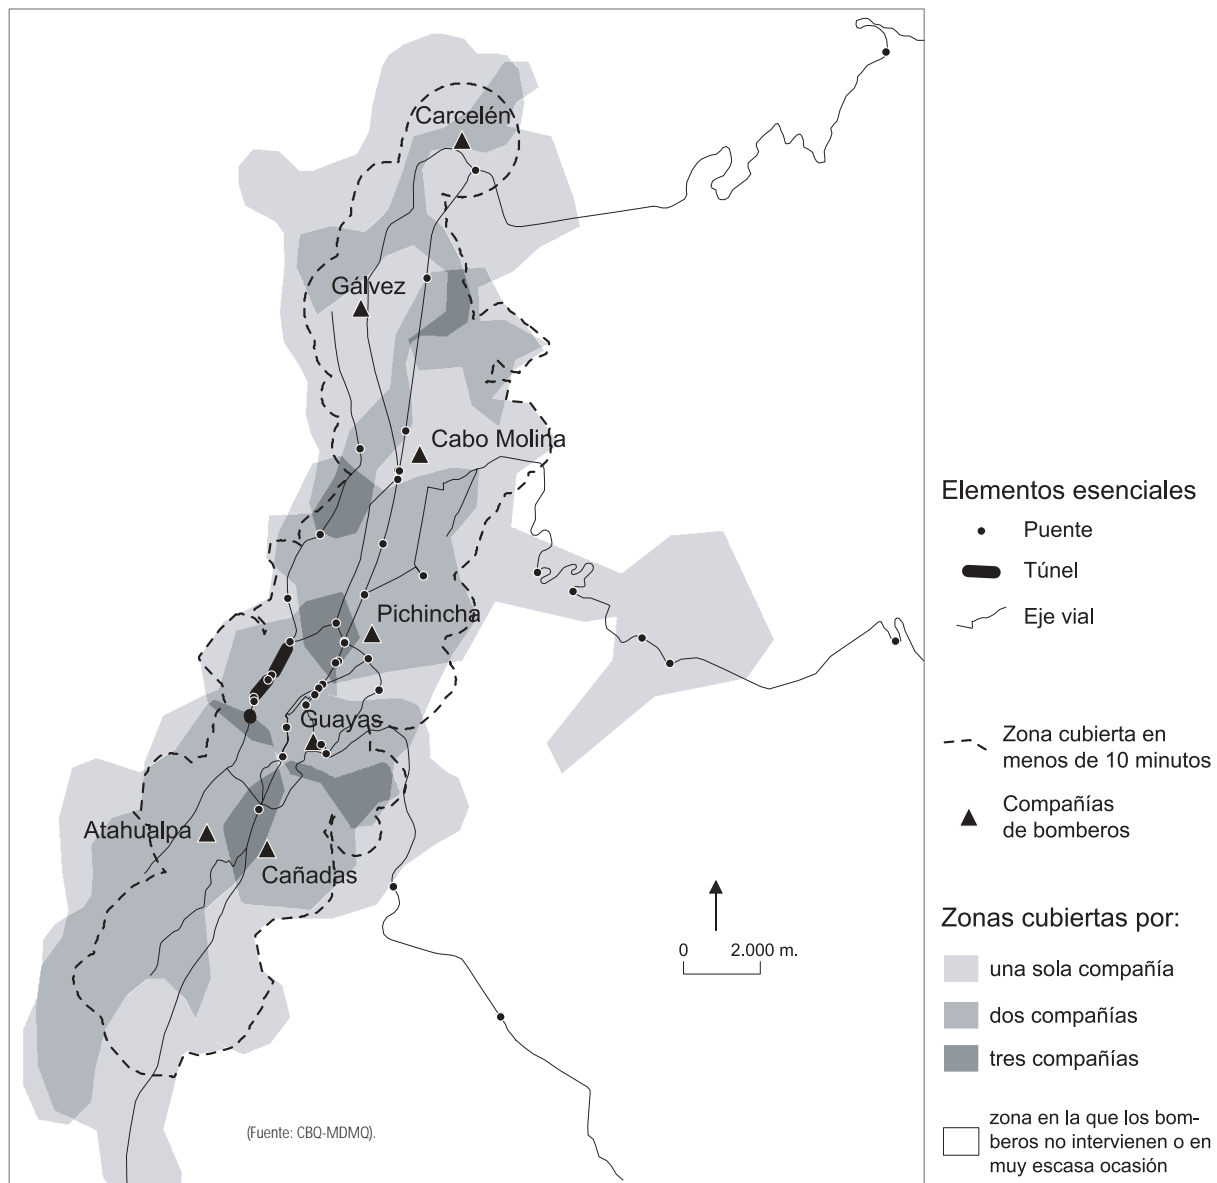 Carcelén
Gálvez
Cabo Molina
Pichincha
Guayas
Atahualpa
Cañadas
0 2.000 m.
(Fuente: CBQ-MDMQ).
Elementos esenciales
Puente
Túnel
Eje vial
Zona cubierta en
menos de 10 minutos
Compañías
de bomberos
Zonas cubiertas por:
una sola compañía
dos compañías
tres compañías
zona en la que los bom-
beros no intervienen o en
muy escasa ocasión